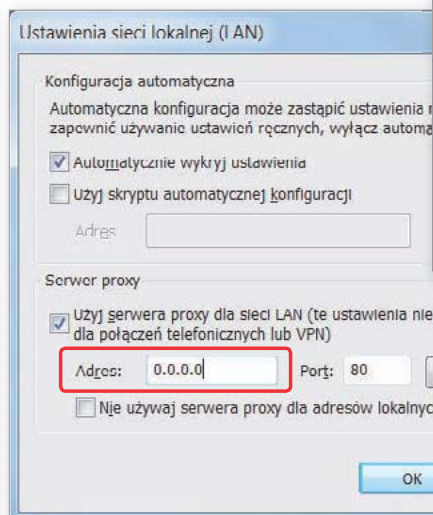 Ustawienia sieci lokalnej (LAN)
Konfiguracja automatyczna
Automatyczna konfiguracja może zastąpić ustawienia
zapewnić używanie ustawień ręcznych, wyłącz
Automatycznie wykryj ustawienia
Użyj skryptu automatycznej konfiguracji
Adres
Serwer proxy
Użyj serwera proxy dla sieci LAN (te ustawienia nie
dla połączeń telefonicznych lub VPN)
Adres: 0.0.0.0 Port: 80
Nie używaj serwera proxy dla adresów
OK